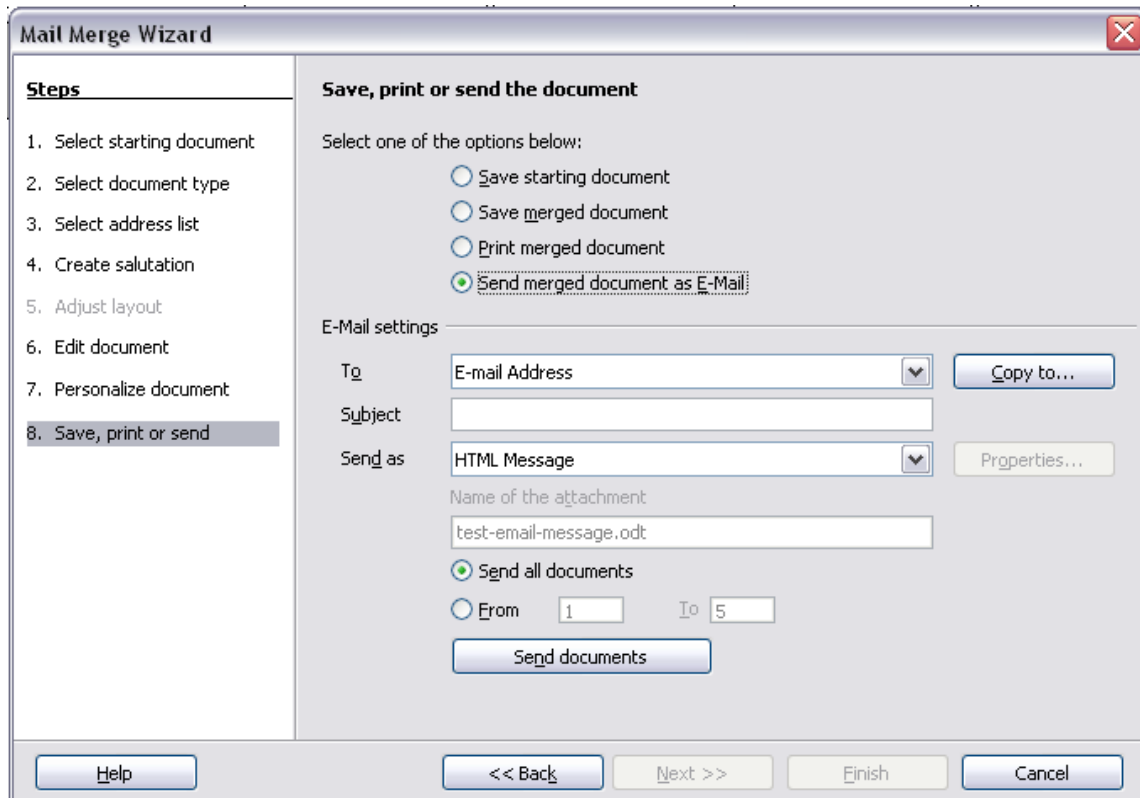 Mail Merge Wizard
Steps
1. Select starting document
2. Select document type
3. Select address list
4. Create salutation
5. Adjust layout
6. Edit document
7. Personalize document
8. Save, print or send
Save, print or send the document
Select one of the options below:
Save starting document
Save merged document
Print merged document
Send merged document as E-Mail
E-Mail settings
To E-mail Address Copy to...
Subject
Send as HTML Message Properties...
Name of the attachment
test-email-message.odt
Send all documents
From 1 To 5
Send documents
Help << Back Next >> Finish Cancel